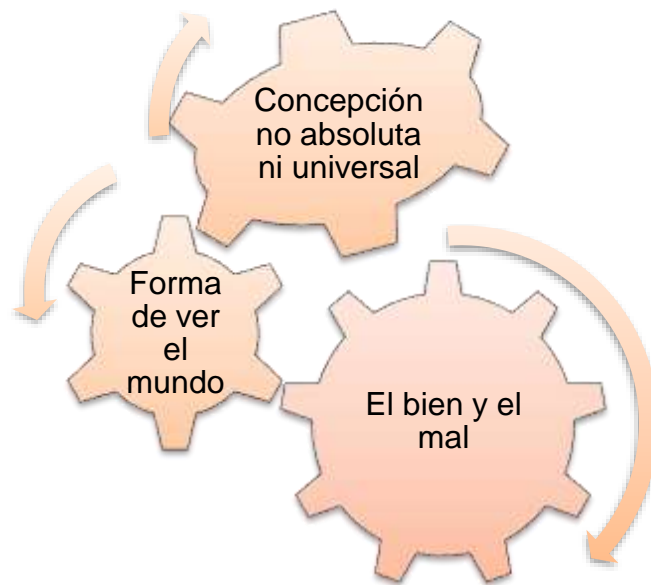 Concepción
no absoluta
ni universal
Forma
de ver
el
mundo
El bien y el
mal